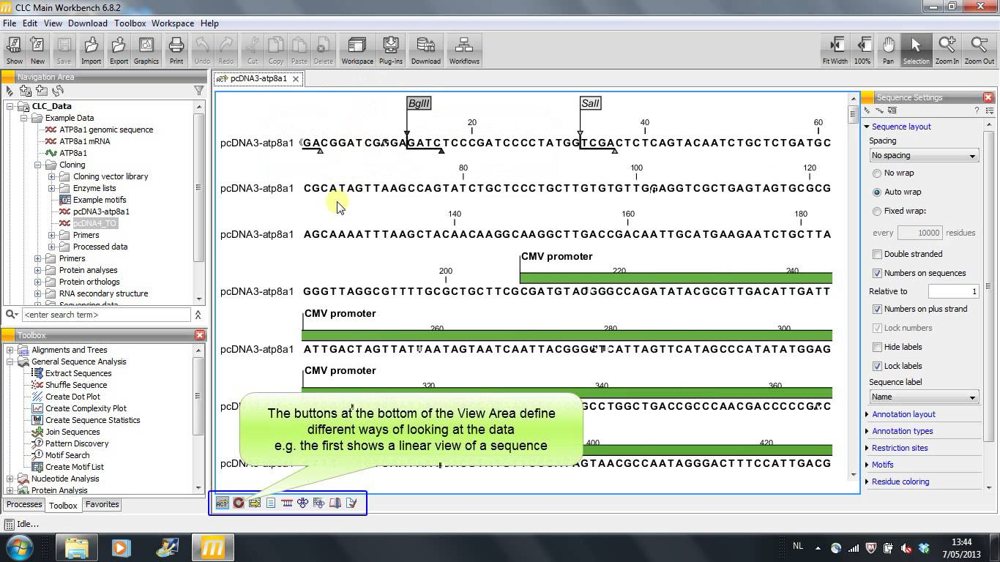 CLC Main Workbench 6.8.2
File Edit View Download Toolbox Workspace Help
Show New Save Import Export Graphics Print Undo Redo Cut Copy Paste Delete Workspace Plug-ins Download Workflows Fit Width 100% Pan Selection Zoom In Zoom Out
Navigation Area
CLC_Data
Example Data
ATP8a1 genomic sequence
ATP8a1 mRNA
ATP8a1
Cloning
Cloning vector library
Enzyme lists
Example motifs
pcDNA3-atp8a1
pcDNA4_TO
Primers
Processed data
Primers
Protein analyses
Protein orthologs
RNA secondary structure
Sequencing data
<enter search term>
Toolbox
Alignments and Trees
General Sequence Analysis
Extract Sequences
Shuffle Sequence
Create Dot Plot
Create Complexity Plot
Create Sequence Statistics
Join Sequences
Pattern Discovery
Motif Search
Create Motif List
Nucleotide Analysis
Protein Analysis
Processes Toolbox Favorites
Idle...
pcDNA3-atp8a1
BglII SalI
20 40 60
pcDNA3-atp8a1
80 100 120
pcDNA3-atp8a1 CGCATAGTTAAGCCAGTATCTGCTCCCTGCTTGTGTGTTGGAGGTCGCTGAGTAGTGCGCG
140 160 180
pcDNA3-atp8a1 AGCAAAATTTAAGCTACAACAAGGCAAGGCTTGACCGACAATTGCATGAAGAATCTGCTTA
CMV promoter
200 220 240
pcDNA3-atp8a1 GGGTTAGGCGTTTTGCGCTGCTTCGCGATGTACGGGCCAGATATACGCGTTGACATTGATT
CMV promoter
260 280 300
pcDNA3-atp8a1 ATTGACTAGTTATTAATAGTAATCAATTACGGGGTCATTAGTTCATAGCCCATATATGGAG
CMV promoter
320 340 360
GCCTGGCTGACCGCCCAACGACCCCCGCC
The buttons at the bottom of the View Area define
different ways of looking at the data
e.g. the first shows a linear view of a sequence
400 420
AGTAACGCCAATAGGGACTTTCCATTGACG
Sequence Settings
Sequence layout
Spacing
No spacing
No wrap
Auto wrap
Fixed wrap:
every 10000 residues
Double stranded
Numbers on sequences
Relative to 1
Numbers on plus strand
Lock numbers
Hide labels
Lock labels
Sequence label
Name
Annotation layout
Annotation types
Restriction sites
Motifs
Residue coloring
NL
13:44
7/05/2013